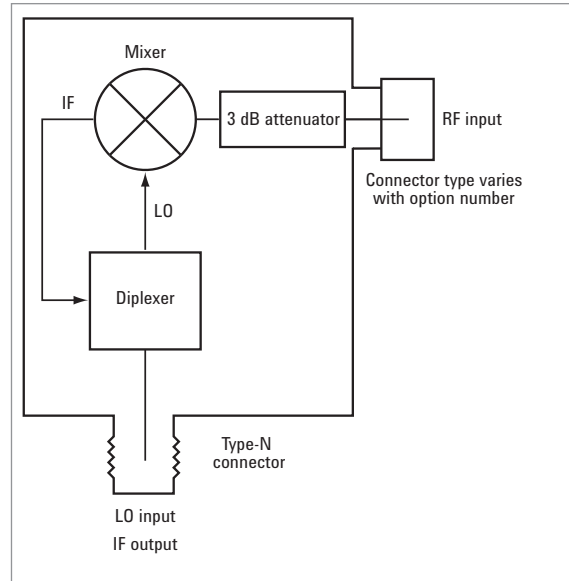 Mixer
IF
3 dB attenuator
RF input
Connector type varies
with option number
LO
Diplexer
Type-N
connector
LO input
IF output